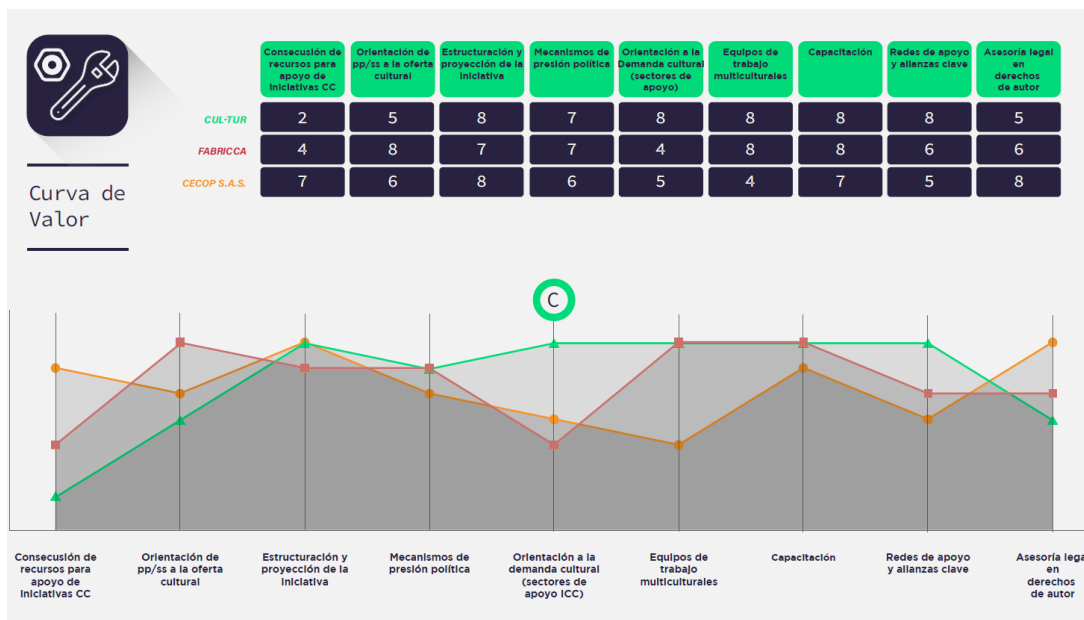 Consecusión de
recursos para
apoyo de
Iniciativas CC
Orientación de
pp/ss a la oferta
cultural
Estructuración y
proyección de la
Iniciativa
Mecanismos de
presión política
Orientación a la
Demanda cultural
(sectores de
apoyo)
Equipos de
trabajo
multiculturales
Capacitación
Redes de apoyo
y alianzas clave
Asesoría legal
en
derechos
de autor
CUL-TUR 2 5 8 7 8 8 8 8 5
FABRICCA 4 8 7 7 4 8 8 6 6
CECOP S.A.S. 7 6 8 6 5 4 7 5 8
Curva de
Valor
C
Consecusión de
recursos para
apoyo de
Iniciativas CC
Orientación de
pp/ss a la oferta
cultural
Estructuración y
proyección de la
Iniciativa
Mecanismos de
presión política
Orientación a la
demanda cultural
(sectores de
apoyo ICC)
Equipos de
trabajo
multiculturales
Capacitación
Redes de apoyo
y alianzas clave
Asesoría lega
en
derechos
de autor